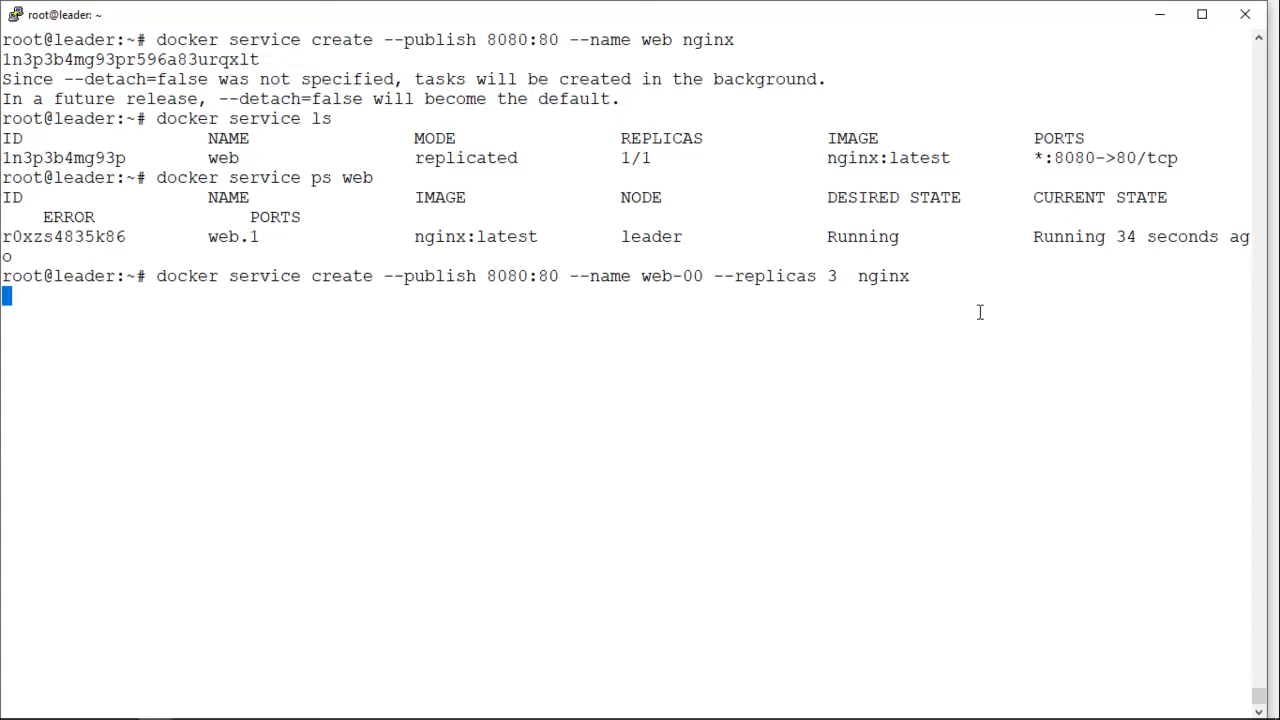 root@leader: ~
root@leader:~# docker service create --publish 8080:80 --name web nginx
1n3p3b4mg93pr596a83urqxlt
Since --detach=false was not specified, tasks will be created in the background.
In a future release, --detach=false will become the default.
root@leader:~# docker service ls
ID NAME MODE REPLICAS IMAGE PORTS
1n3p3b4mg93p web replicated 1/1 nginx:latest *:8080->80/tcp
root@leader:~# docker service ps web
ID NAME IMAGE NODE DESIRED STATE CURRENT STATE
ERROR PORTS
r0xzs4835k86 web.1 nginx:latest leader Running Running 34 seconds ag
o
root@leader:~# docker service create --publish 8080:80 --name web-00 --replicas 3  nginx